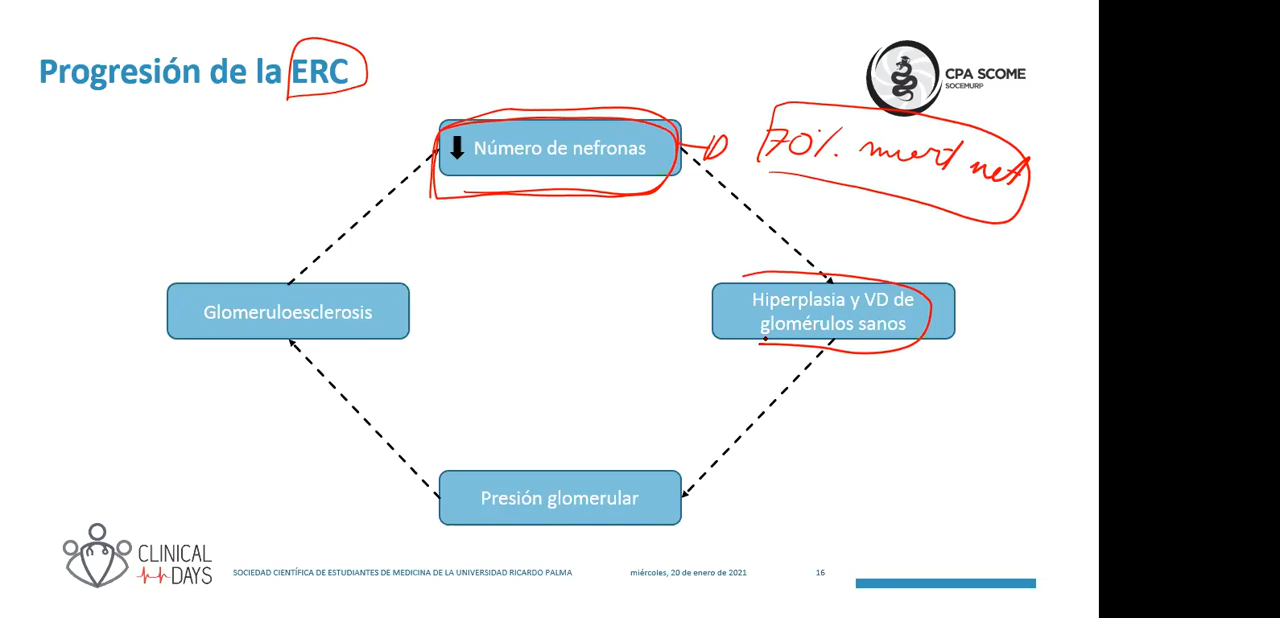 Progresión de la ERC
CPA SCOME
SOCEMURP
Número de nefronas
70%.
Hiperplasia y VD de
glomérulos sanos
Glomeruloesclerosis
Presión glomerular
CLINICAL
DAYS
SOCIEDAD CIENTÍFICA DE ESTUDIANTES DE MEDICINA DE LA UNIVERSIDAD RICARDO PALMA
miércoles, 20 de enero de 2021
16